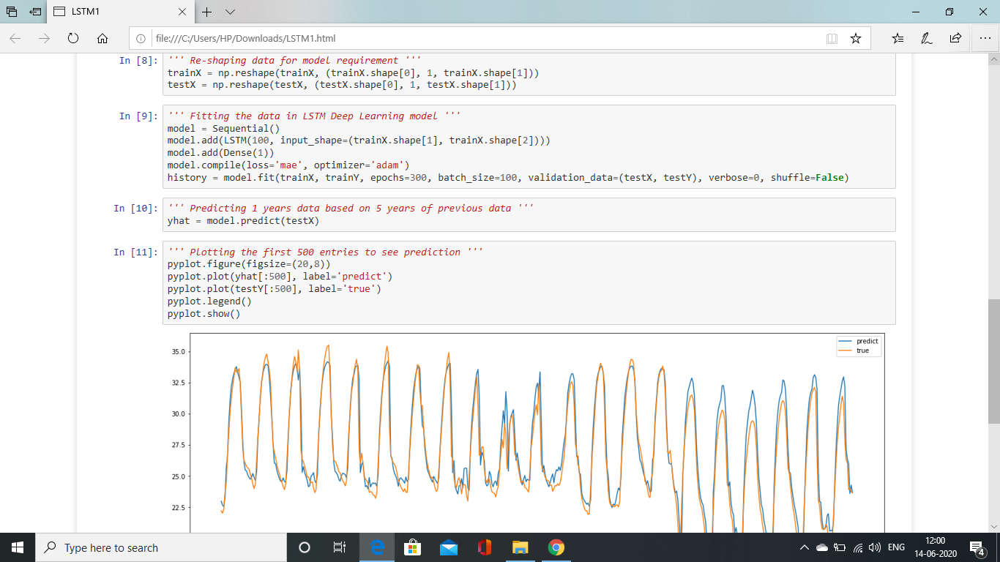 LSTM1
file:///C:/Users/HP/Downloads/LSTM1.html
In [8]:
''' Re-shaping data for model requirement '''
trainX = np.reshape(trainX, (trainX.shape[0], 1, trainX.shape[1]))
testX = np.reshape(testX, (testX.shape[0], 1, testX.shape[1]))
In [9]:
''' Fitting the data in LSTM Deep Learning model '''
model = Sequential()
model.add(LSTM(100, input_shape=(trainX.shape[1], trainX.shape[2])))
model.add(Dense(1))
model.compile(loss='mae', optimizer='adam')
history = model.fit(trainX, trainY, epochs=300, batch_size=100, validation_data=(testX, testY), verbose=0, shuffle=False)
In [10]:
''' Predicting 1 years data based on 5 years of previous data '''
yhat = model.predict(testX)
In [11]:
''' Plotting the first 500 entries to see prediction '''
pyplot.figure(figsize=(20,8))
pyplot.plot(yhat[:500], label='predict')
pyplot.plot(testY[:500], label='true')
pyplot.legend()
pyplot.show()
predict
true
35.0
32.5
30.0
27.5
25.0
22.5
Type here to search
ENG
12:00
14-06-2020
4